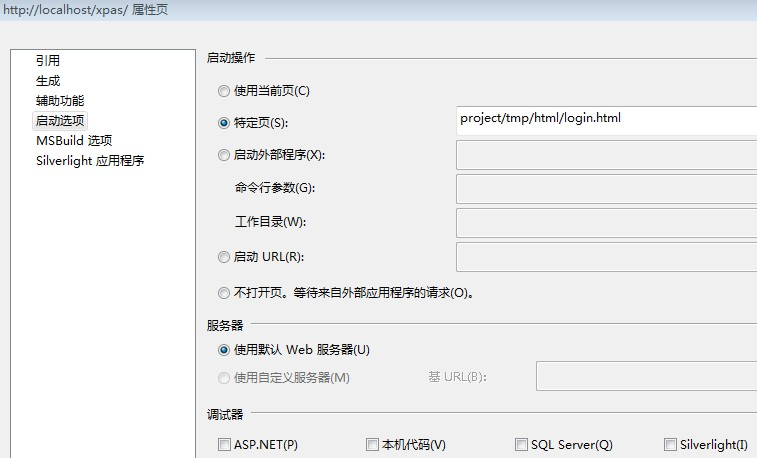 http://localhost/xpas/ 属性页
引用
生成
辅助功能
启动选项
MSBuild 选项
Silverlight 应用程序
启动操作
使用当前页(C)
特定页(S): project/tmp/html/login.html
启动外部程序(X):
命令行参数(G):
工作目录(W):
启动 URL(R):
不打开页。等待来自外部应用程序的请求(O)。
服务器
使用默认 Web 服务器(U)
使用自定义服务器(M) 基 URL(B):
调试器
ASP.NET(P) 本机代码(V) SQL Server(Q) Silverlight(I)